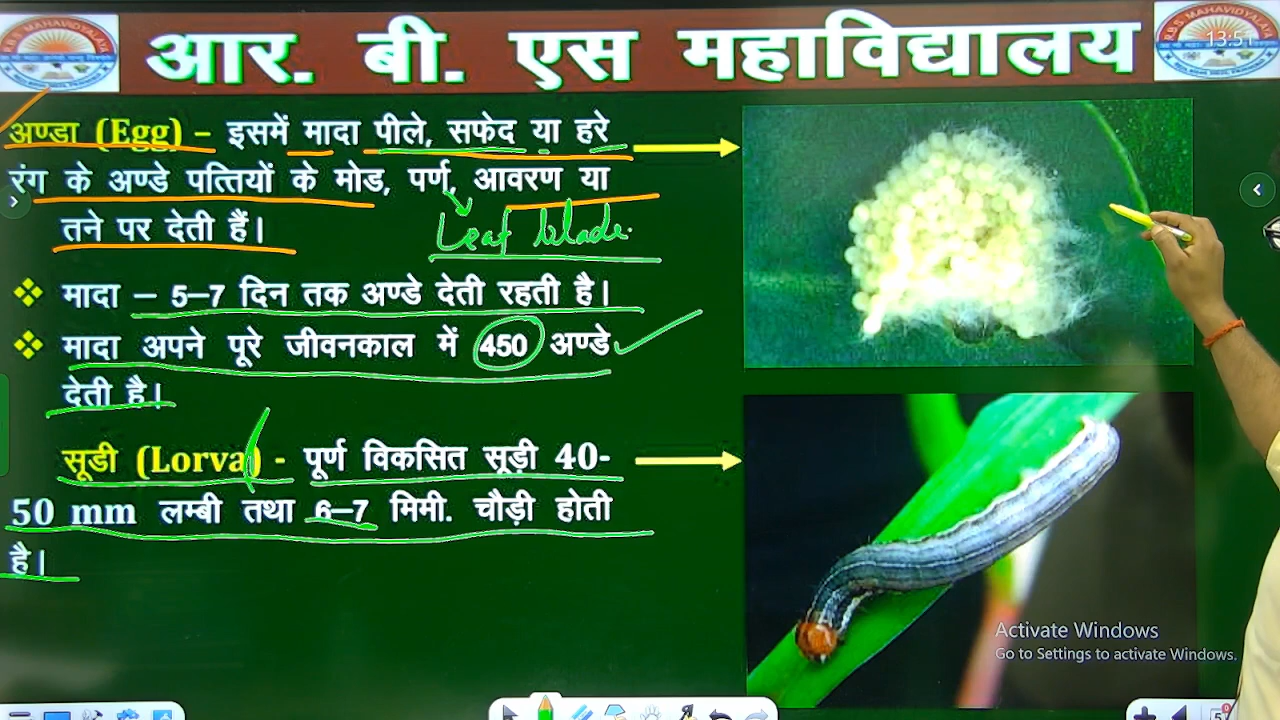 आर. बी. एस महाविद्यालय
13:51
अण्डा (Egg) – इसमें मादा पीले, सफेद या हरे
रंग के अण्डे पत्तियों के मोड, पर्ण, आवरण या
तने पर देती हैं।
Leaf blade.
मादा – 5–7 दिन तक अण्डे देती रहती है।
मादा अपने पूरे जीवनकाल में 450 अण्डे
देती है।
सूडी (Lorva) - पूर्ण विकसित सूड़ी 40-
50 mm लम्बी तथा 6–7 मिमी. चौड़ी होती
है।
Activate Windows
Go to Settings to activate Windows.